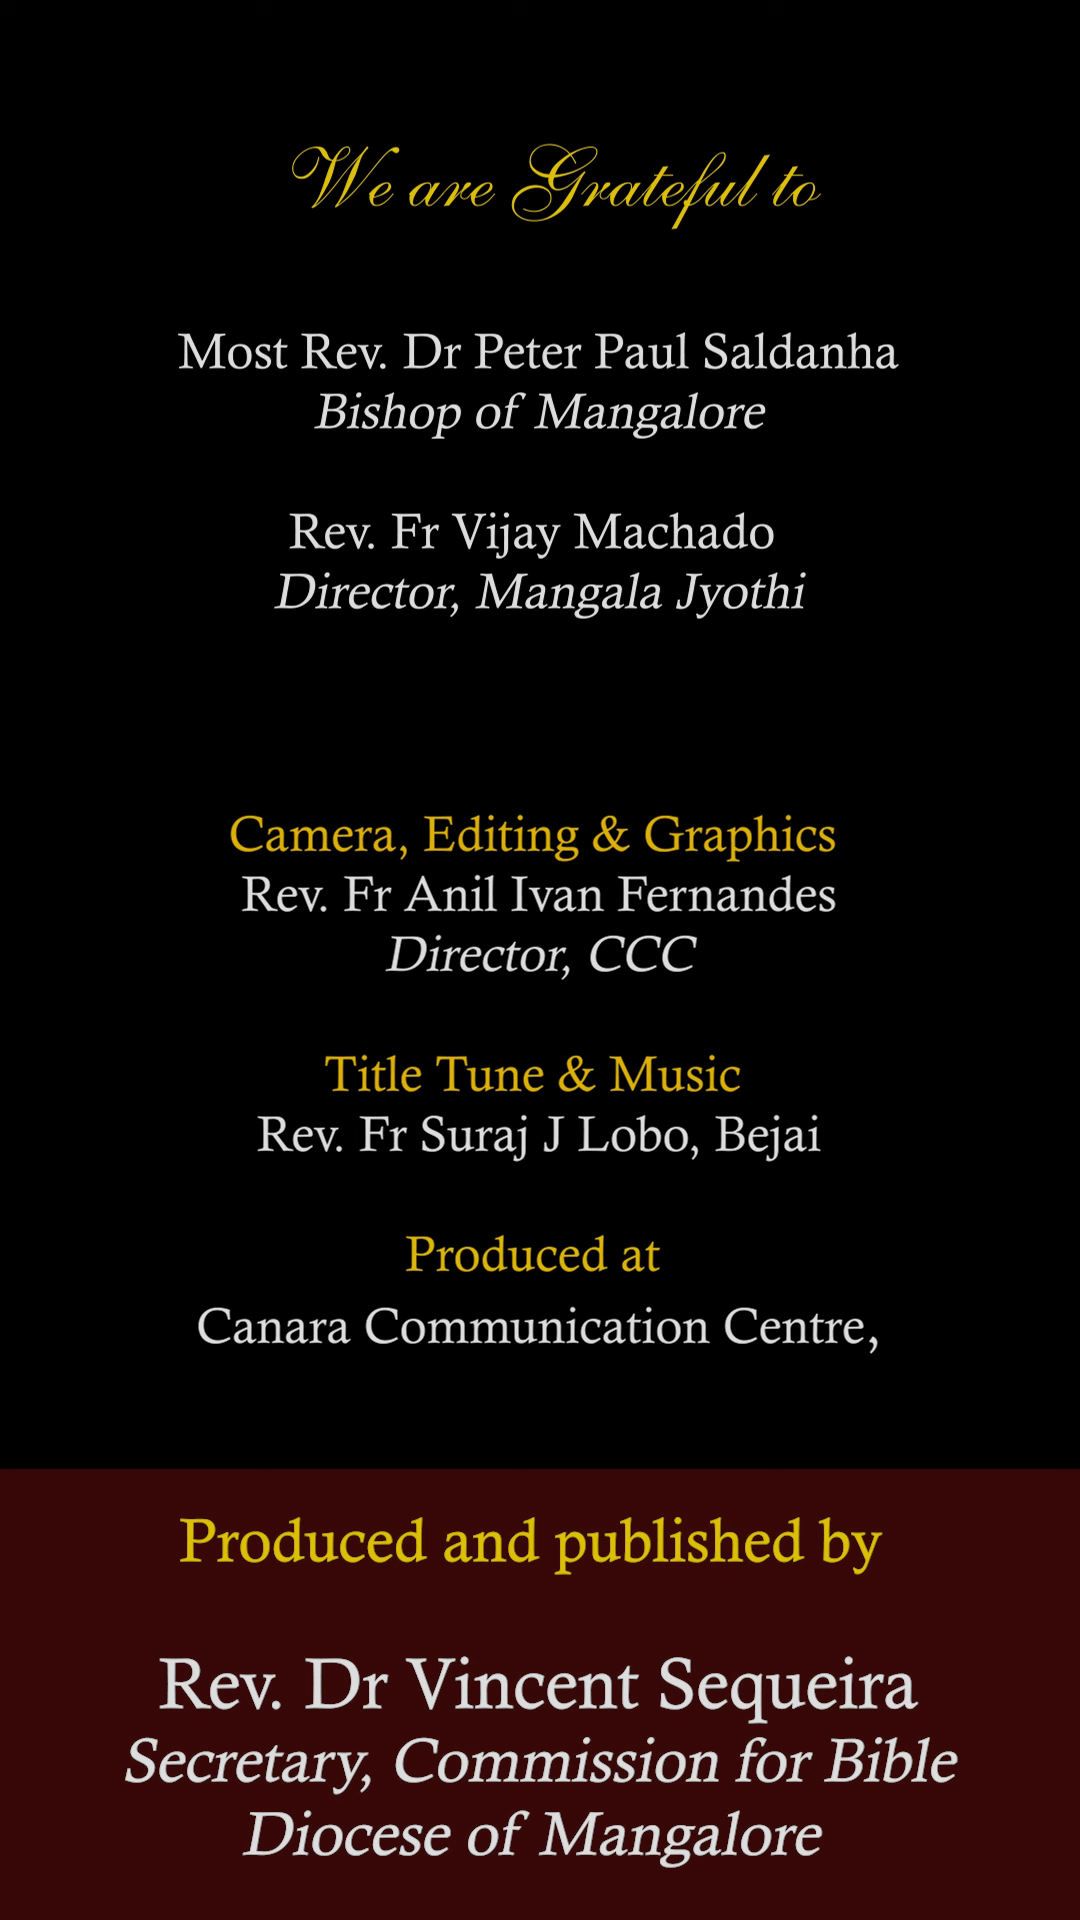 We are Grateful to
Most Rev. Dr Peter Paul Saldanha
Bishop of Mangalore
Rev. Fr Vijay Machado
Director, Mangala Jyothi
Camera, Editing & Graphics
Rev. Fr Anil Ivan Fernandes
Director, CCC
Title Tune & Music
Rev. Fr Suraj J Lobo, Bejai
Produced at
Canara Communication Centre,
Produced and published by
Rev. Dr Vincent Sequeira
Secretary, Commission for Bible
Diocese of Mangalore